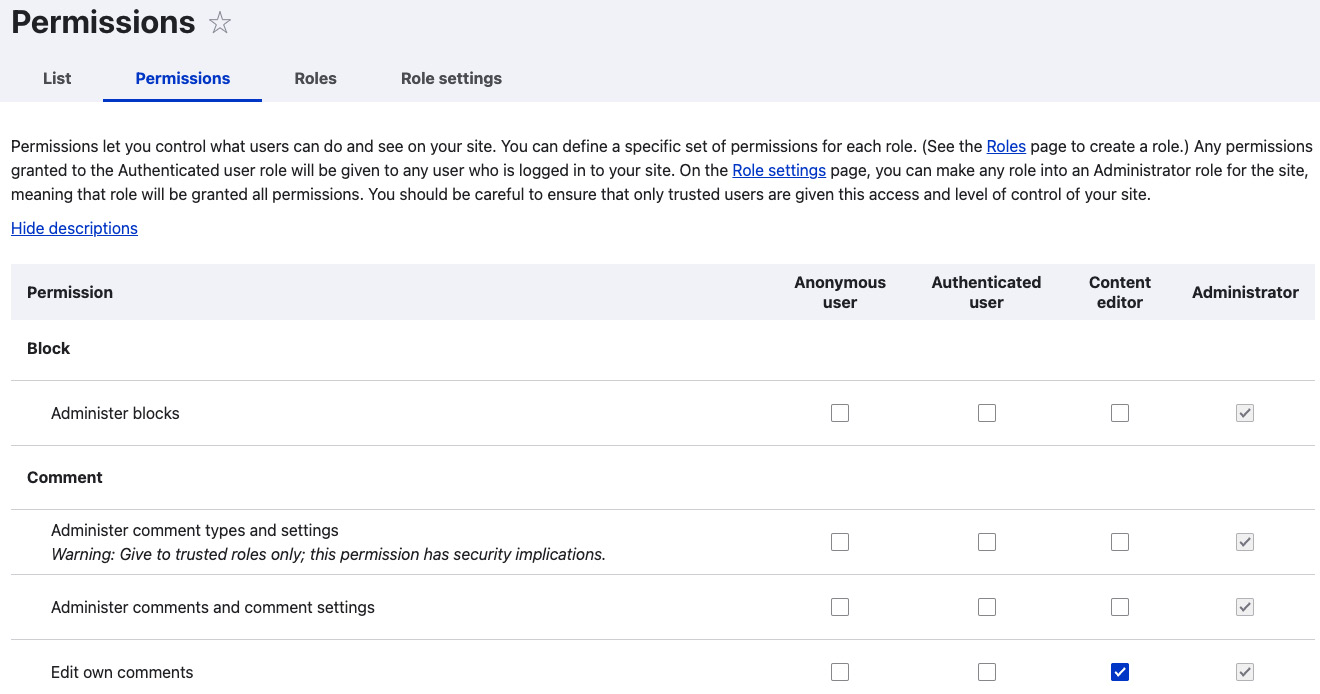 Permissions
List Permissions Roles Role settings
Permissions let you control what users can do and see on your site. You can define a specific set of permissions for each role. (See the Roles page to create a role.) Any permissions
granted to the Authenticated user role will be given to any user who is logged in to your site. On the Role settings page, you can make any role into an Administrator role for the site,
meaning that role will be granted all permissions. You should be careful to ensure that only trusted users are given this access and level of control of your site.
Hide descriptions
Permission
Anonymous
user
Authenticated
user
Content
editor
Administrator
Block
Administer blocks
Comment
Administer comment types and settings
Warning: Give to trusted roles only; this permission has security implications.
Administer comments and comment settings
Edit own comments